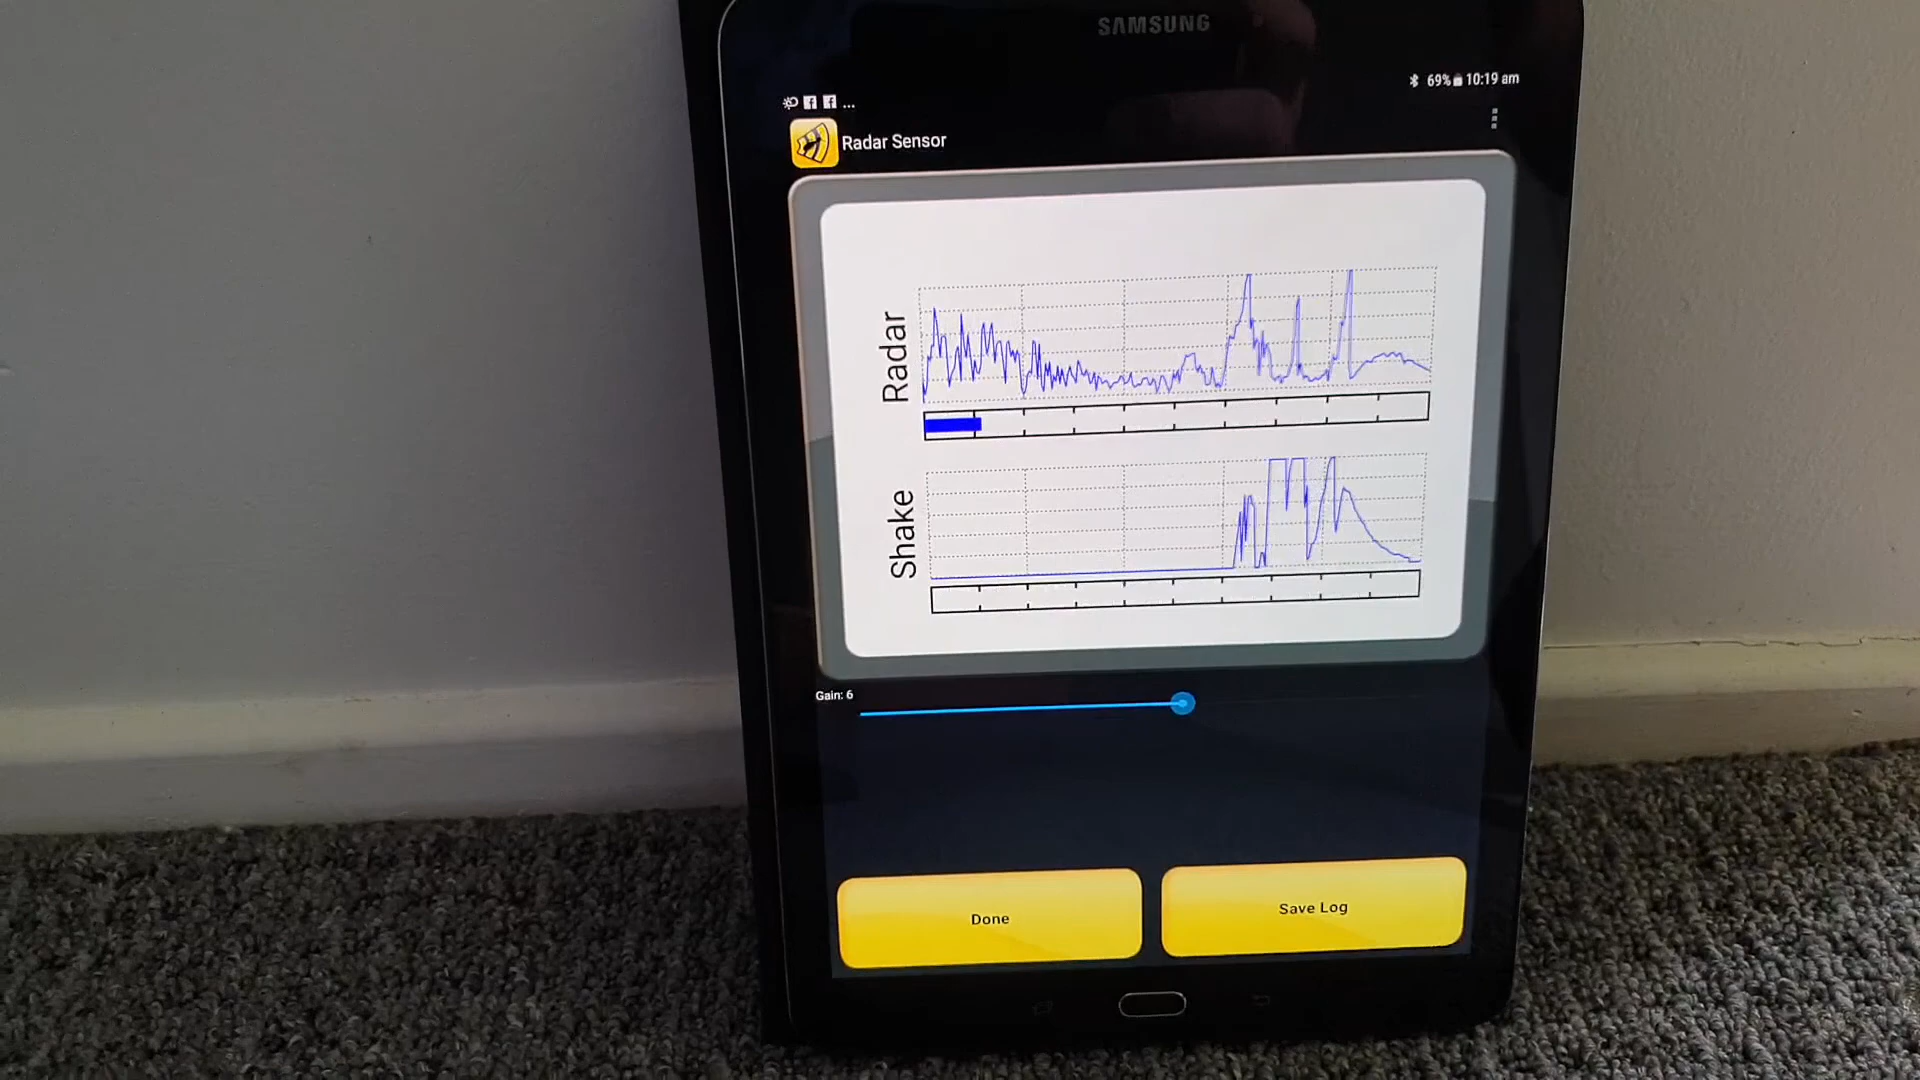 SAMSUNG
69% 10:19 am
...
Radar Sensor
Radar
Shake
Gain: 6
Done
Save Log